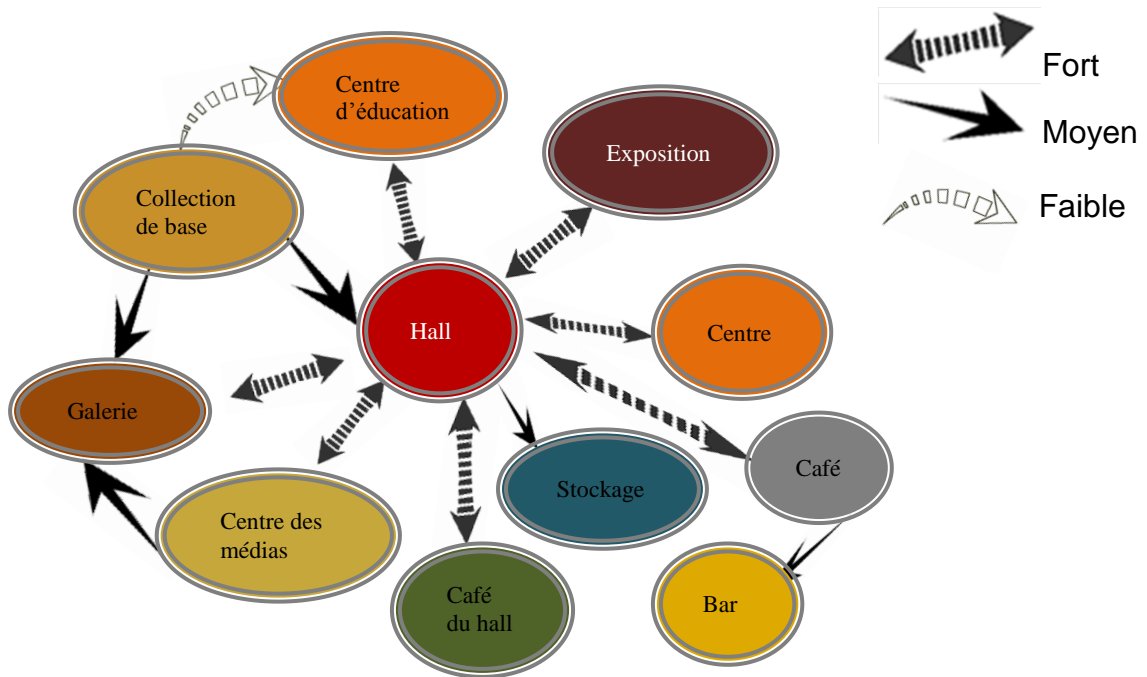 Centre
d’éducation
Fort
Exposition
Moyen
Collection
de base
Faible
Hall
Centre
Galerie
Café
Stockage
Centre des
médias
Café
du hall
Bar